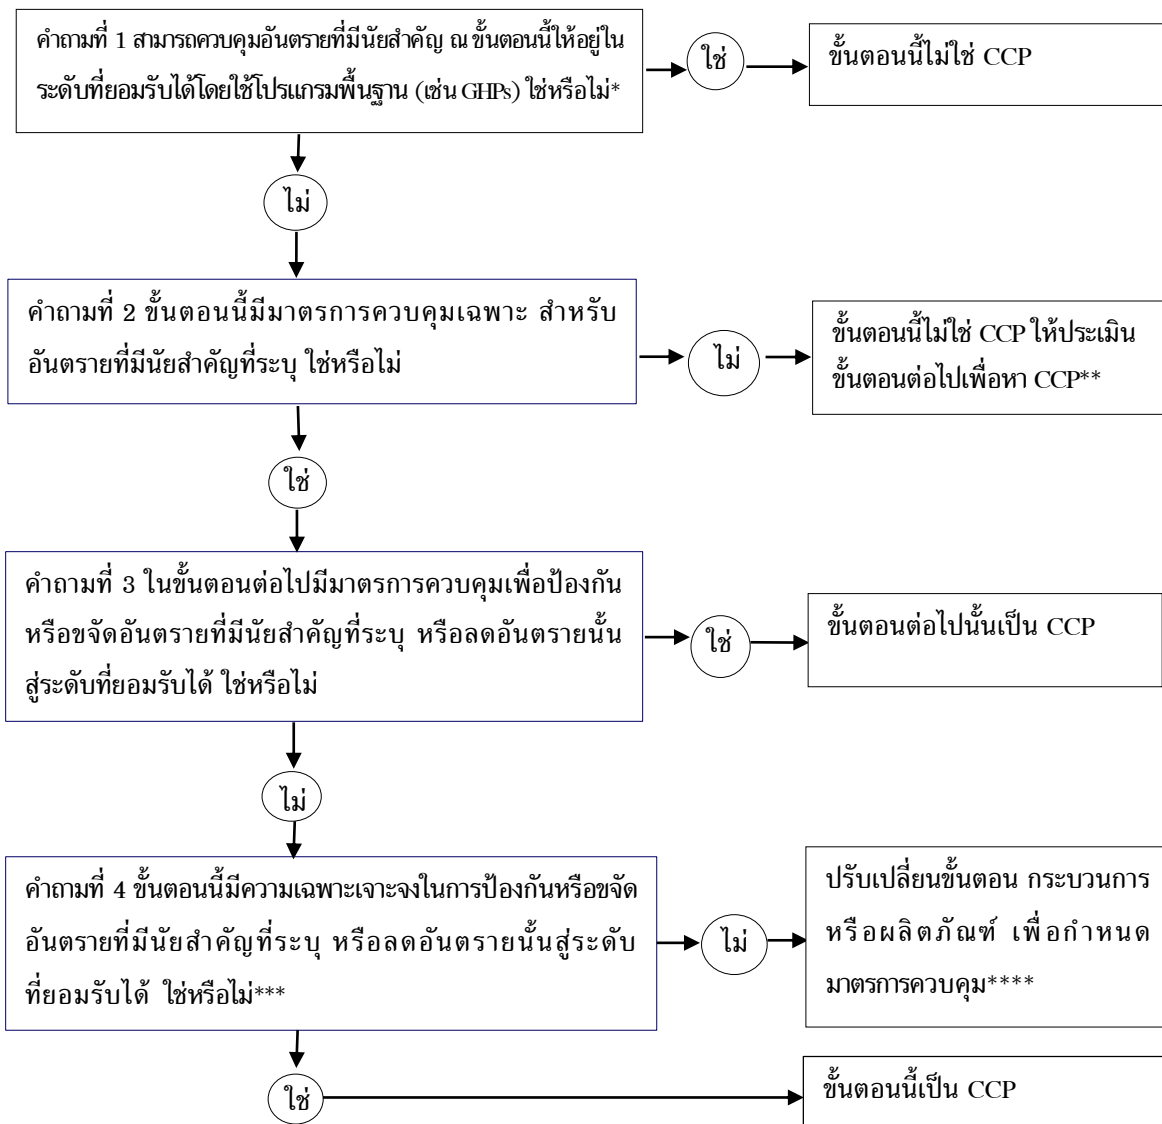 คำถามที่ 1 สามารถควบคุมอันตรายที่มีนัยสำคัญ ณ ขั้นตอนนี้ให้อยู่ใน
ระดับที่ยอมรับได้โดยใช้โปรแกรมพื้นฐาน (เช่น GHPs) ใช่หรือไม่*
ใช่
ขั้นตอนนี้ไม่ใช่ CCP
ไม่
คำถามที่ 2 ขั้นตอนนี้มีมาตรการควบคุมเฉพาะ สำหรับ
อันตรายที่มีนัยสำคัญที่ระบุ ใช่หรือไม่
ไม่
ขั้นตอนนี้ไม่ใช่ CCP ให้ประเมิน
ขั้นตอนต่อไปเพื่อหา CCP**
ใช่
คำถามที่ 3 ในขั้นตอนต่อไปมีมาตรการควบคุมเพื่อป้องกัน
หรือขจัดอันตรายที่มีนัยสำคัญที่ระบุ หรือลดอันตรายนั้น
สู่ระดับที่ยอมรับได้ ใช่หรือไม่
ใช่
ขั้นตอนต่อไปนั้นเป็น CCP
ไม่
คำถามที่ 4 ขั้นตอนนี้มีความเฉพาะเจาะจงในการป้องกันหรือขจัด
อันตรายที่มีนัยสำคัญที่ระบุ หรือลดอันตรายนั้นสู่ระดับ
ที่ยอมรับได้ ใช่หรือไม่***
ไม่
ปรับเปลี่ยนขั้นตอน กระบวนการ
หรือผลิตภัณฑ์ เพื่อกำหนด
มาตรการควบคุม****
ใช่
ขั้นตอนนี้เป็น CCP